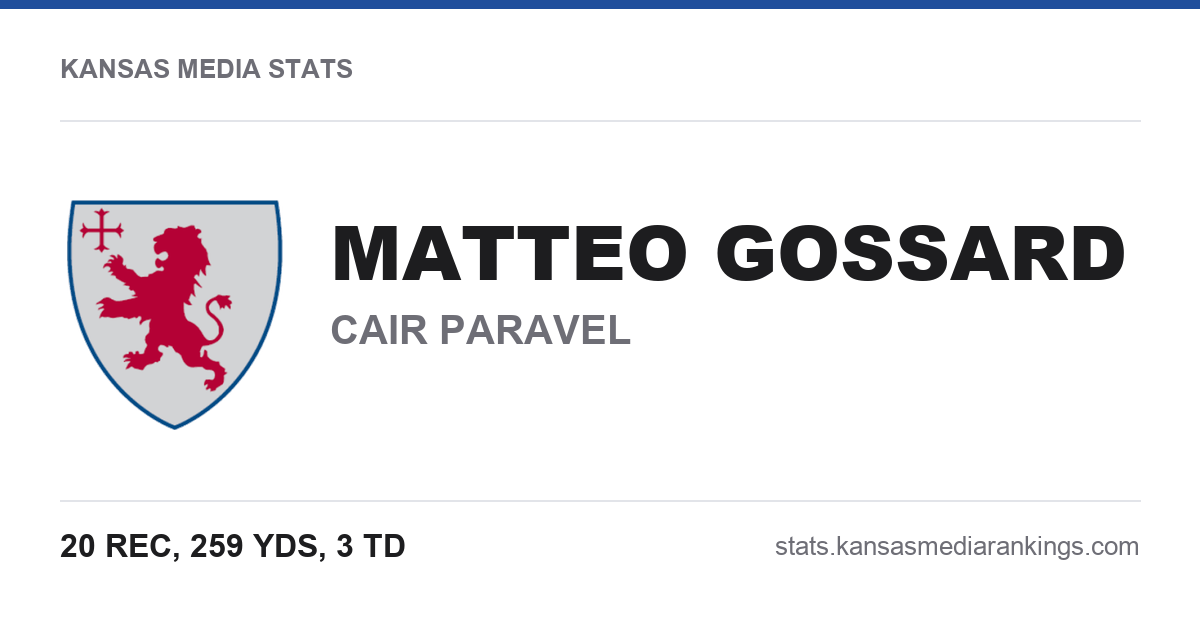 KANSAS MEDIA STATS
MATTEO GOSSARD
CAIR PARAVEL
20 REC, 259 YDS, 3 TD
stats.kansasmediarankings.com